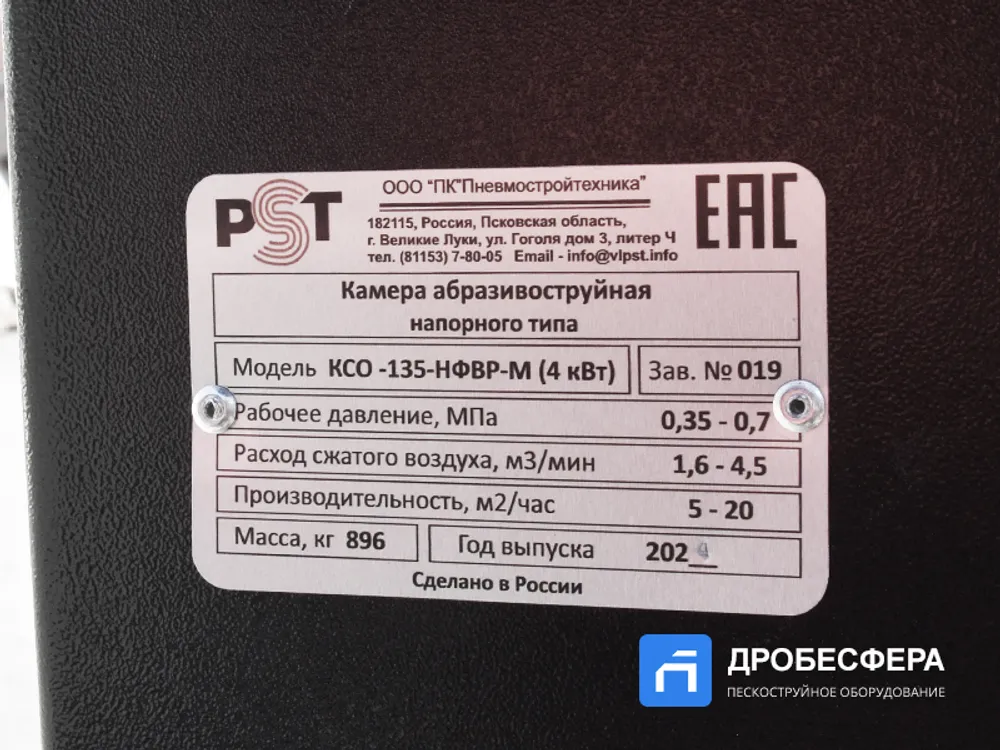 PST
ООО "ПК"Пневмостройтехника"
EAC
182115, Россия, Псковская область,
г. Великие Луки, ул. Гоголя дом 3, литер Ч
тел. (81153) 7-80-05 Email - info@vlpst.info
Камера абразивоструйная
напорного типа
Модель КСО -135-НФВР-М (4 кВт) Зав. № 019
Рабочее давление, МПа 0,35 - 0,7
Расход сжатого воздуха, м3/мин 1,6 - 4,5
Производительность, м2/час 5 - 20
Масса, кг 896 Год выпуска 202
Сделано в России
ДРОБЕСФЕРА
ПЕСКОСТРУЙНОЕ ОБОРУДОВАНИЕ